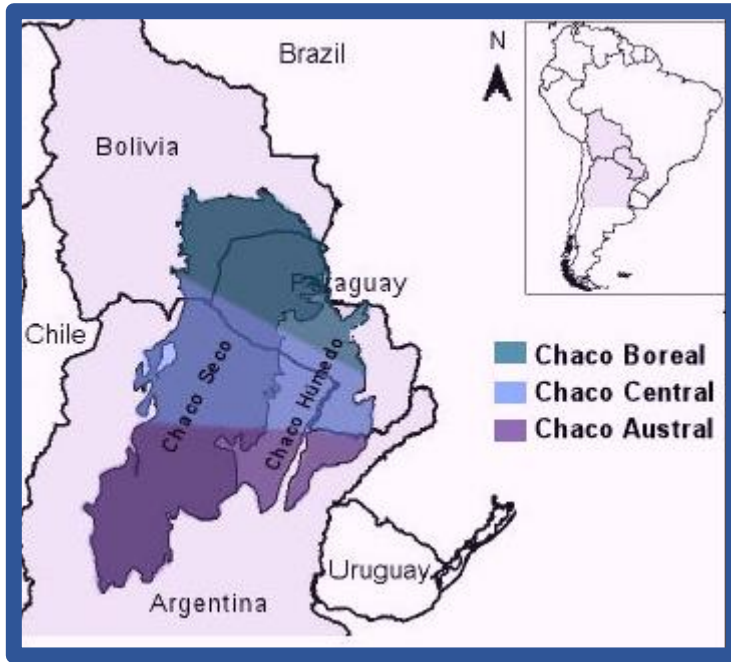 Brazil
N
Bolivia
Paraguay
Chile
Chaco Seco
Chaco Húmedo
Chaco Boreal
Chaco Central
Chaco Austral
Uruguay
Argentina